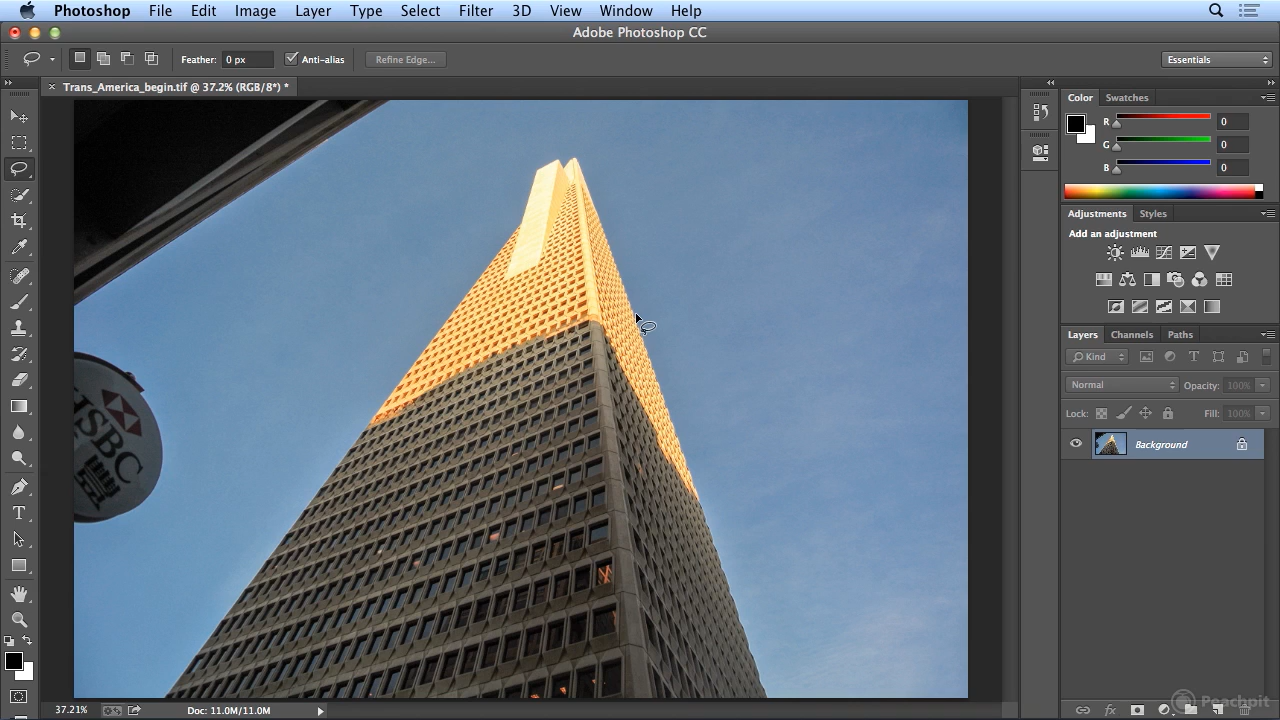 Photoshop File Edit Image Layer Type Select Filter 3D View Window Help
Adobe Photoshop CC
Feather: 0 px Anti-alias Refine Edge... Essentials
× Trans_America_begin.tif @ 37.2% (RGB/8*) *
Color Swatches
R 0
G 0
B 0
Adjustments Styles
Add an adjustment
Layers Channels Paths
Kind
Normal Opacity: 100%
Lock: Fill: 100%
Background
HSBC
37.21% Doc: 11.0M/11.0M
fx
Peachpit